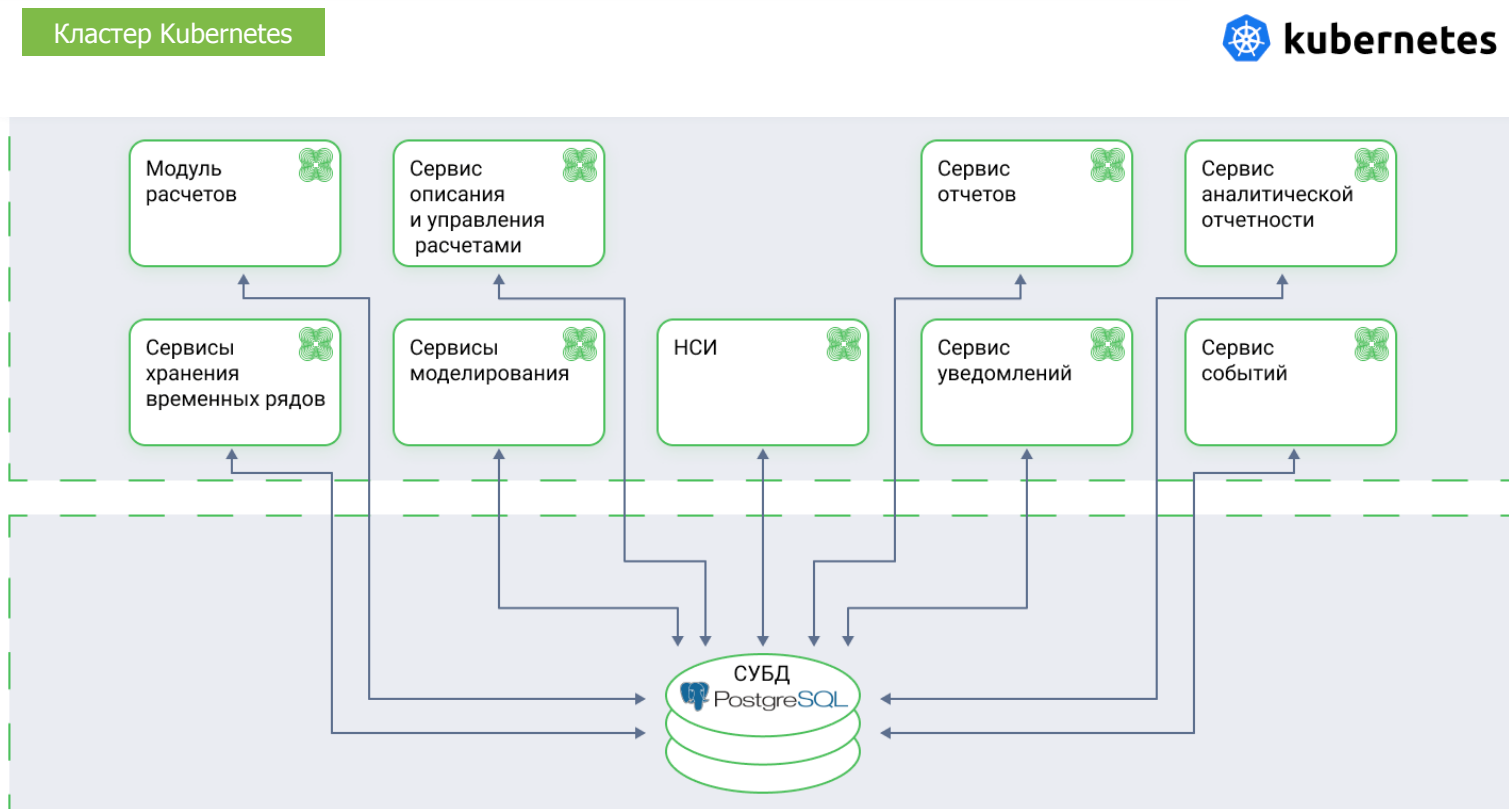 Кластер Kubernetes
kubernetes
Модуль
расчетов
Сервис
описания
и управления
расчетами
Сервис
отчетов
Сервис
аналитической
отчетности
Сервисы
хранения
временных рядов
Сервисы
моделирования
НСИ
Сервис
уведомлений
Сервис
событий
СУБД
PostgreSQL